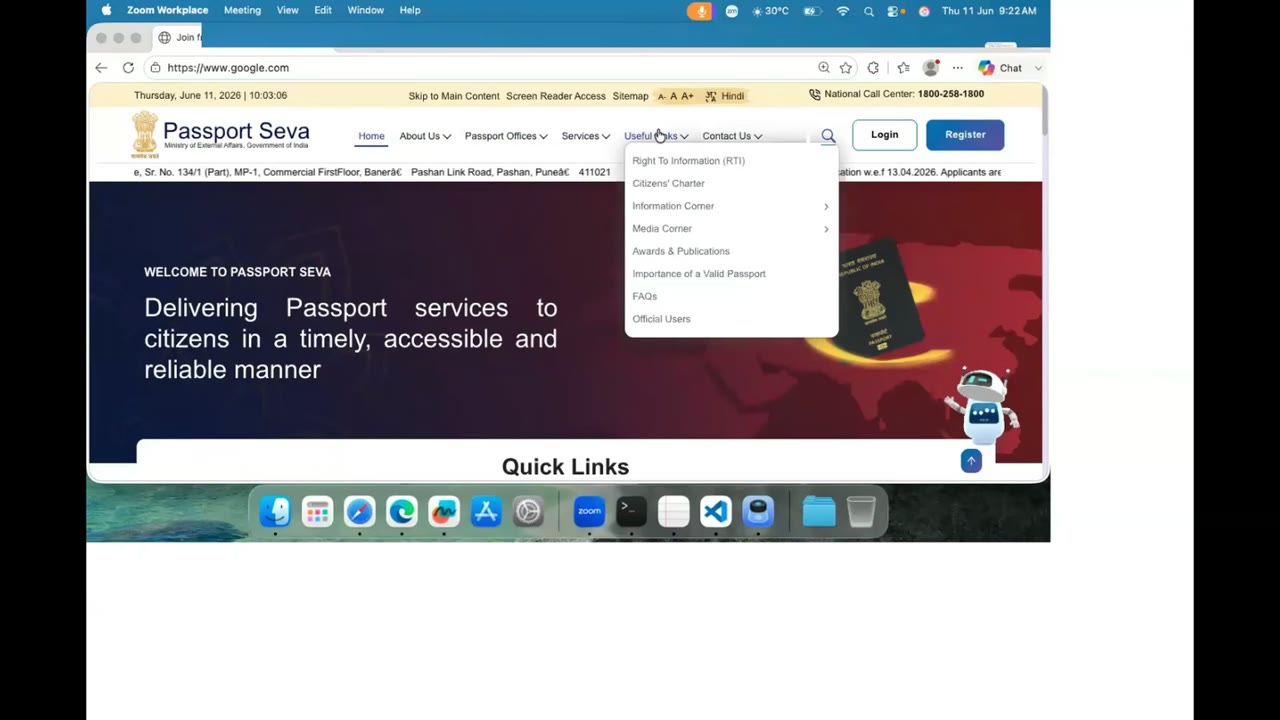 Zoom Workplace Meeting View Edit Window Help zm 30°C Thu 11 Jun 9:22 AM
Join
https://www.google.com Chat
Thursday, June 11, 2026 | 10:03:06 Skip to Main Content Screen Reader Access Sitemap A- A A+ Hindi National Call Center: 1800-258-1800
Passport Seva
Ministry of External Affairs, Government of India
Home About Us Passport Offices Services Useful Links Contact Us Login Register
e, Sr. No. 134/1 (Part), MP-1, Commercial FirstFloor, Banerâ€ Pashan Link Road, Pashan, Puneâ€ 411021 ation w.e.f 13.04.2026. Applicants are
Right To Information (RTI)
Citizens' Charter
Information Corner
Media Corner
Awards & Publications
Importance of a Valid Passport
FAQs
Official Users
WELCOME TO PASSPORT SEVA
Delivering Passport services to
citizens in a timely, accessible and
reliable manner
REPUBLIC OF INDIA
PASSPORT
Quick Links
zoom